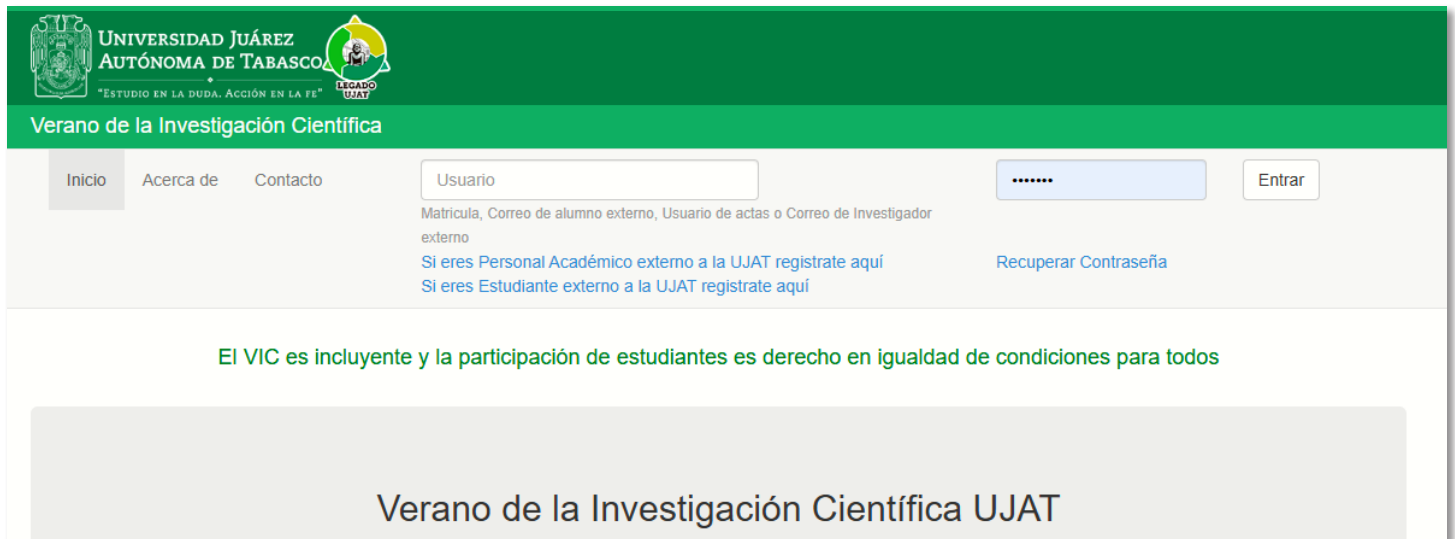 UNIVERSIDAD JUÁREZ
AUTÓNOMA DE TABASCO
"ESTUDIO EN LA DUDA. ACCIÓN EN LA FE"
LEGADO
UJAT
Verano de la Investigación Científica
Inicio Acerca de Contacto Usuario ••••••• Entrar
Matricula, Correo de alumno externo, Usuario de actas o Correo de Investigador
externo
Si eres Personal Académico externo a la UJAT registrate aquí Recuperar Contraseña
Si eres Estudiante externo a la UJAT registrate aquí
El VIC es incluyente y la participación de estudiantes es derecho en igualdad de condiciones para todos
Verano de la Investigación Científica UJAT